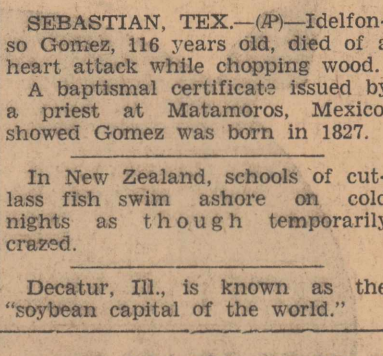 SEBASTIAN, TEX.—(AP)—Idelfon-
so Gomez, 116 years old, died of a
heart attack while chopping wood.
A baptismal certificate issued by
a priest at Matamoros, Mexico
showed Gomez was born in 1827.
In New Zealand, schools of cut-
lass fish swim ashore on cold
nights as though temporarily
crazed.
Decatur, Ill., is known as the
“soybean capital of the world.”